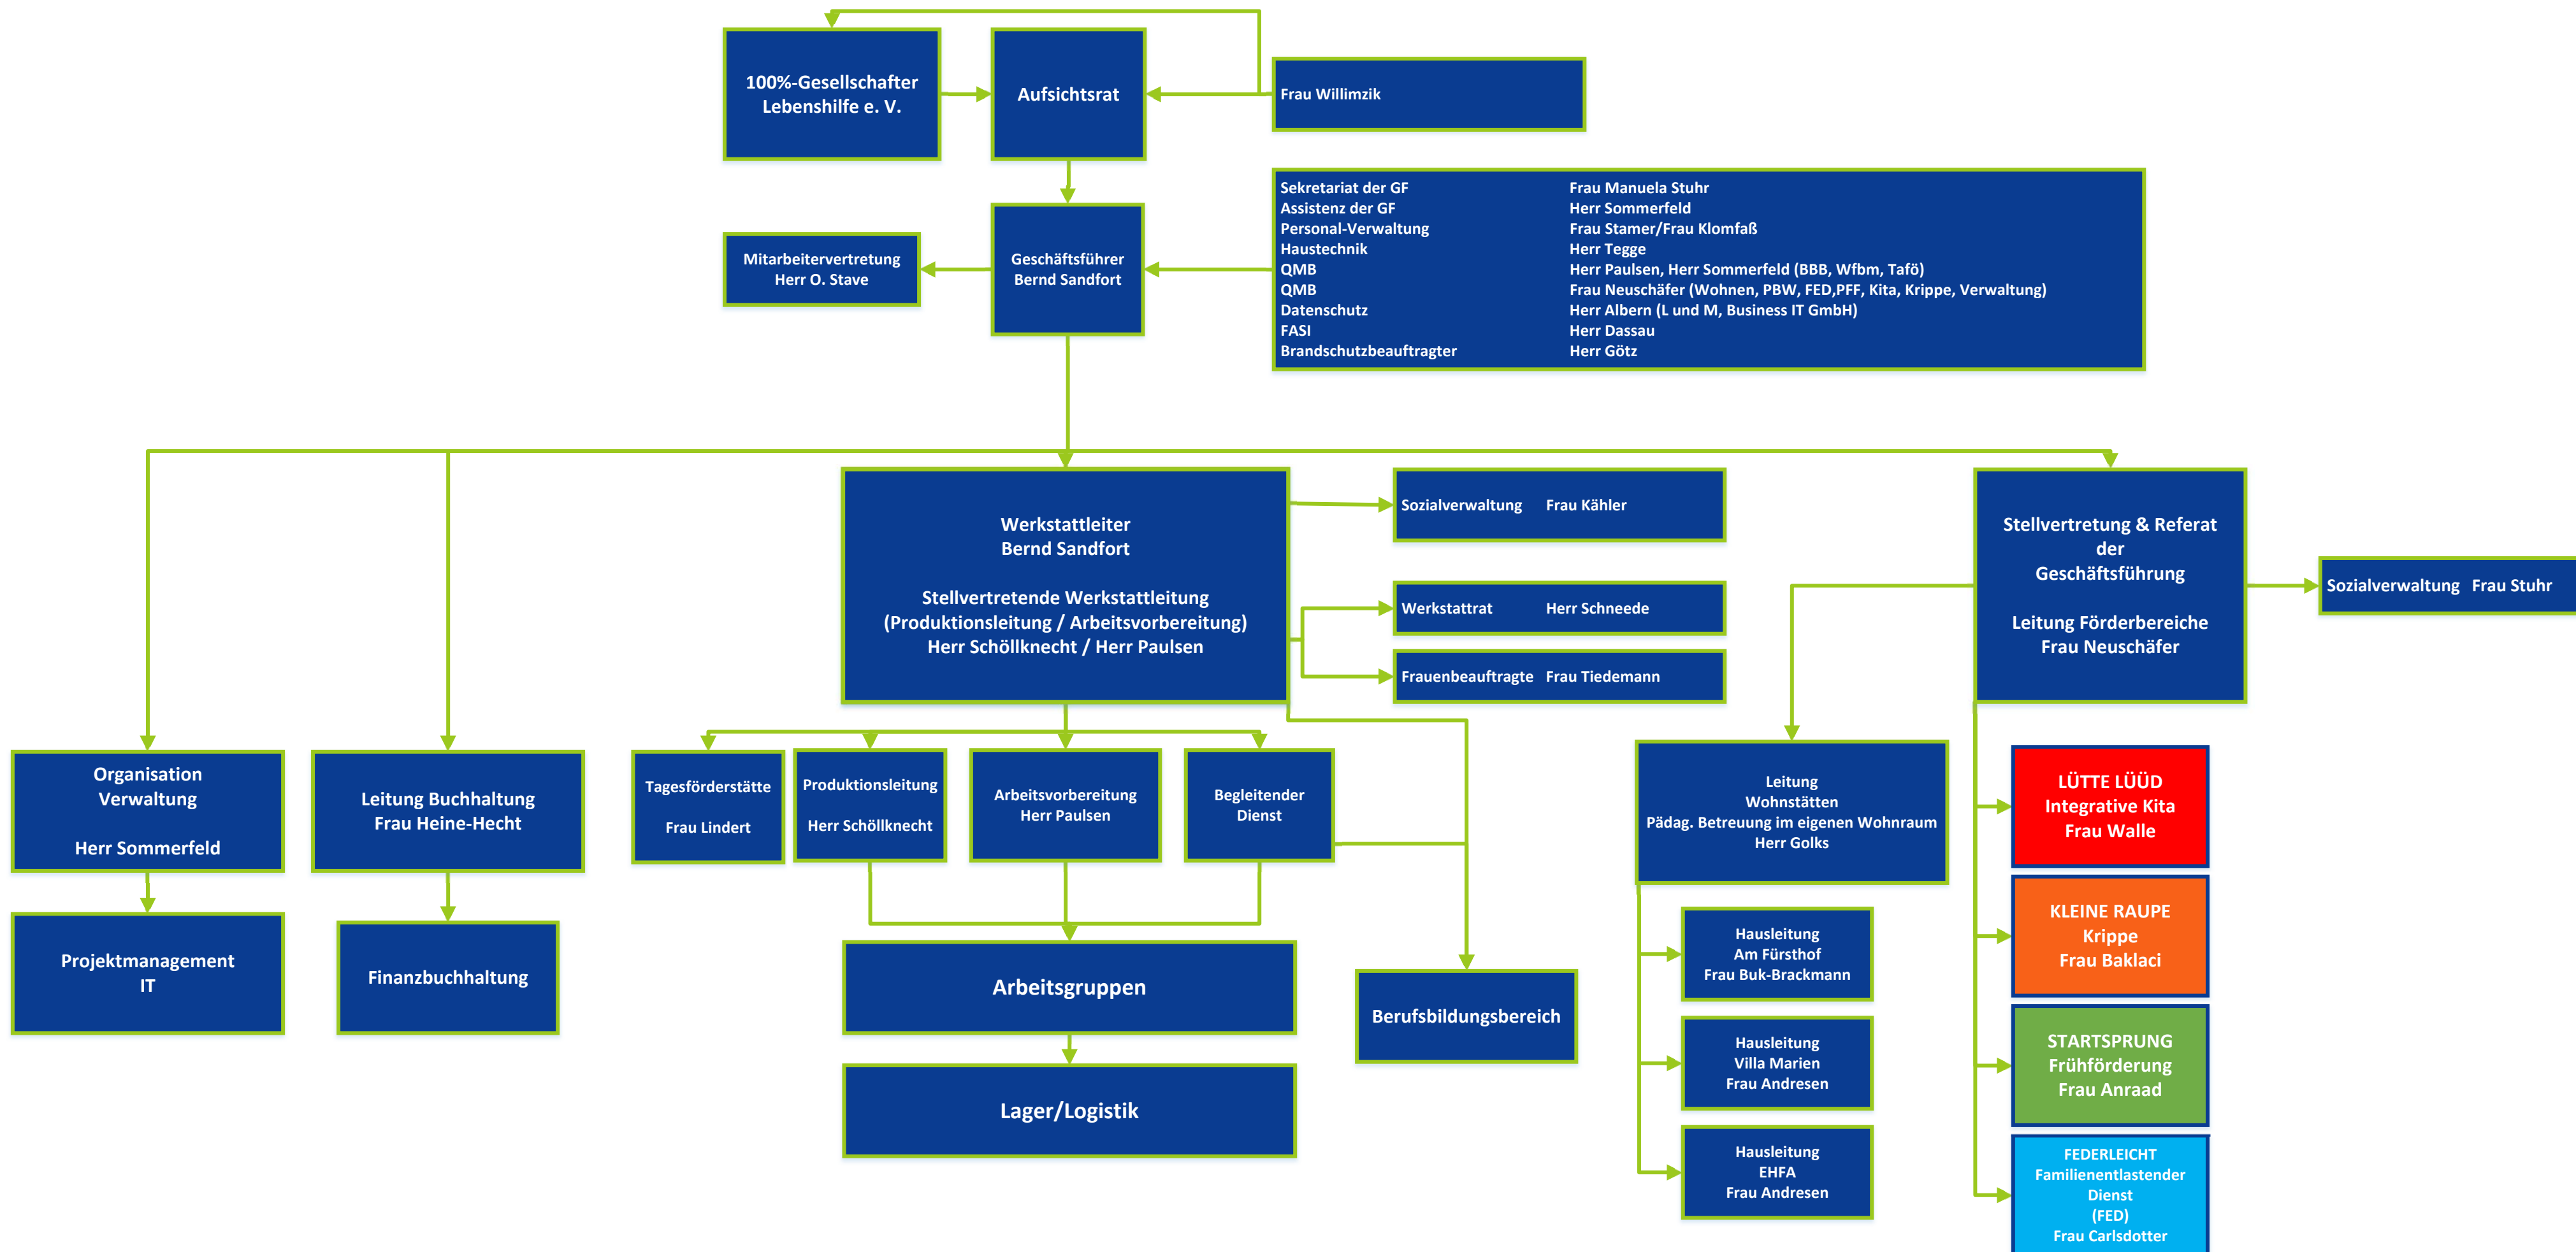 100%-Gesellschafter
Lebenshilfe e. V.
Aufsichtsrat
Frau Willimzik
Mitarbeitervertretung
Herr O. Stave
Geschäftsführer
Bernd Sandfort
Sekretariat der GF Frau Manuela Stuhr
Assistenz der GF Herr Sommerfeld
Personal-Verwaltung Frau Stamer/Frau Klomfaß
Haustechnik Herr Tegge
QMB Herr Paulsen, Herr Sommerfeld (BBB, Wfbm, Tafö)
QMB Frau Neuschäfer (Wohnen, PBW, FED,PFF, Kita, Krippe, Verwaltung)
Datenschutz Herr Albern (L und M, Business IT GmbH)
FASI Herr Dassau
Brandschutzbeauftragter Herr Götz
Werkstattleiter
Bernd Sandfort
Stellvertretende Werkstattleitung
(Produktionsleitung / Arbeitsvorbereitung)
Herr Schöllknecht / Herr Paulsen
Sozialverwaltung Frau Kähler
Werkstattrat Herr Schneede
Frauenbeauftragte Frau Tiedemann
Stellvertretung & Referat
der
Geschäftsführung
Leitung Förderbereiche
Frau Neuschäfer
Sozialverwaltung Frau Stuhr
Organisation
Verwaltung
Herr Sommerfeld
Leitung Buchhaltung
Frau Heine-Hecht
Tagesförderstätte
Frau Lindert
Produktionsleitung
Herr Schöllknecht
Arbeitsvorbereitung
Herr Paulsen
Begleitender
Dienst
Leitung
Wohnstätten
Pädag. Betreuung im eigenen Wohnraum
Herr Golks
LÜTTE LÜÜD
Integrative Kita
Frau Walle
Projektmanagement
IT
Finanzbuchhaltung
Arbeitsgruppen
Berufsbildungsbereich
Lager/Logistik
Hausleitung
Am Fürsthof
Frau Buk-Brackmann
Hausleitung
Villa Marien
Frau Andresen
Hausleitung
EHFA
Frau Andresen
KLEINE RAUPE
Krippe
Frau Baklaci
STARTSPRUNG
Frühförderung
Frau Anraad
FEDERLEICHT
Familienentlastender
Dienst
(FED)
Frau Carlsdotter